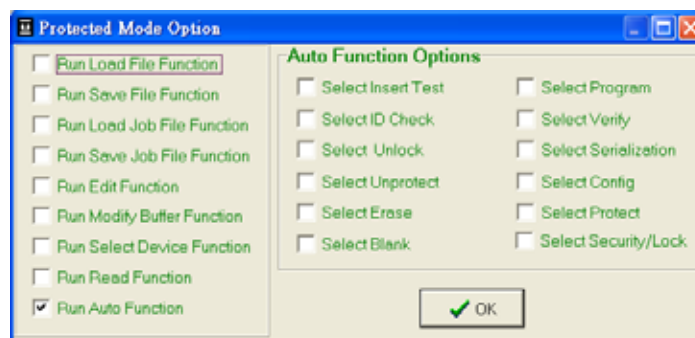 Protected Mode Option
Run Load File Function
Run Save File Function
Run Load Job File Function
Run Save Job File Function
Run Edit Function
Run Modify Buffer Function
Run Select Device Function
Run Read Function
Run Auto Function
Auto Function Options
Select Insert Test
Select ID Check
Select Unlock
Select Unprotect
Select Erase
Select Blank
Select Program
Select Verify
Select Serialization
Select Config
Select Protect
Select Security/Lock
OK